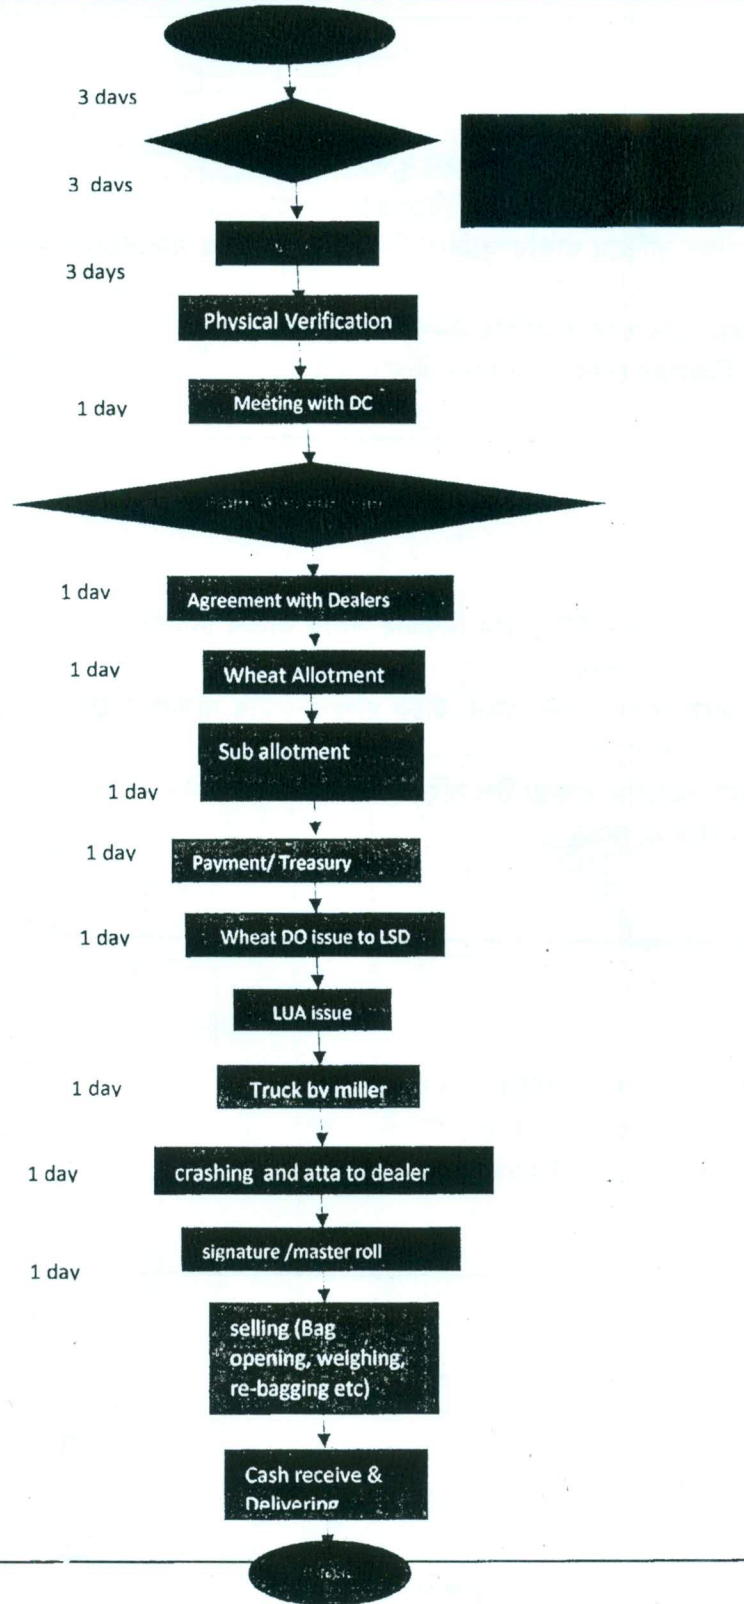 3 days
3 days
3 days
Physical Verification
Meeting with DC
1 day
1 day
Agreement with Dealers
1 day
Wheat Allotment
Sub allotment
1 day
1 day
Payment/ Treasury
1 day
Wheat DO issue to LSD
LUA issue
1 day
Truck by miller
1 day
crashing and atta to dealer
signature /master roll
1 day
selling (Bag
opening, weighing,
re-bagging etc)
Cash receive &
Delivering